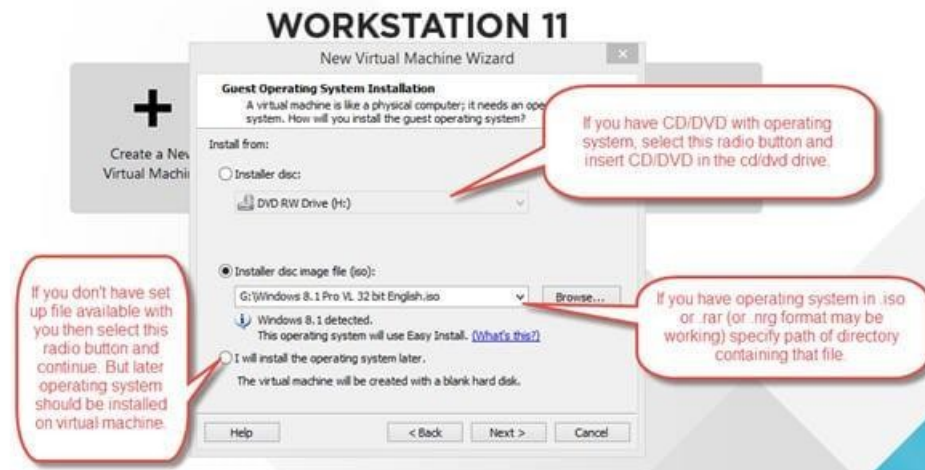 WORKSTATION 11
New Virtual Machine Wizard
Guest Operating System Installation
A virtual machine is like a physical computer; it needs an ope
system. How will you install the guest operating system?
Create a New
Virtual Machi
Install from:
Installer disc:
DVD RW Drive (H:)
If you have CD/DVD with operating
system, select this radio button and
insert CD/DVD in the cd/dvd drive.
Installer disc image file (iso):
G:\Windows 8.1 Pro VL 32 bit English.iso
Browse...
Windows 8.1 detected.
This operating system will use Easy Install. (What's this?)
If you have operating system in .iso
or .rar (or .nrg format may be
working) specify path of directory
containing that file.
I will install the operating system later.
The virtual machine will be created with a blank hard disk.
If you don't have set
up file available with
you then select this
radio button and
continue. But later
operating system
should be installed
on virtual machine.
Help
< Back
Next >
Cancel